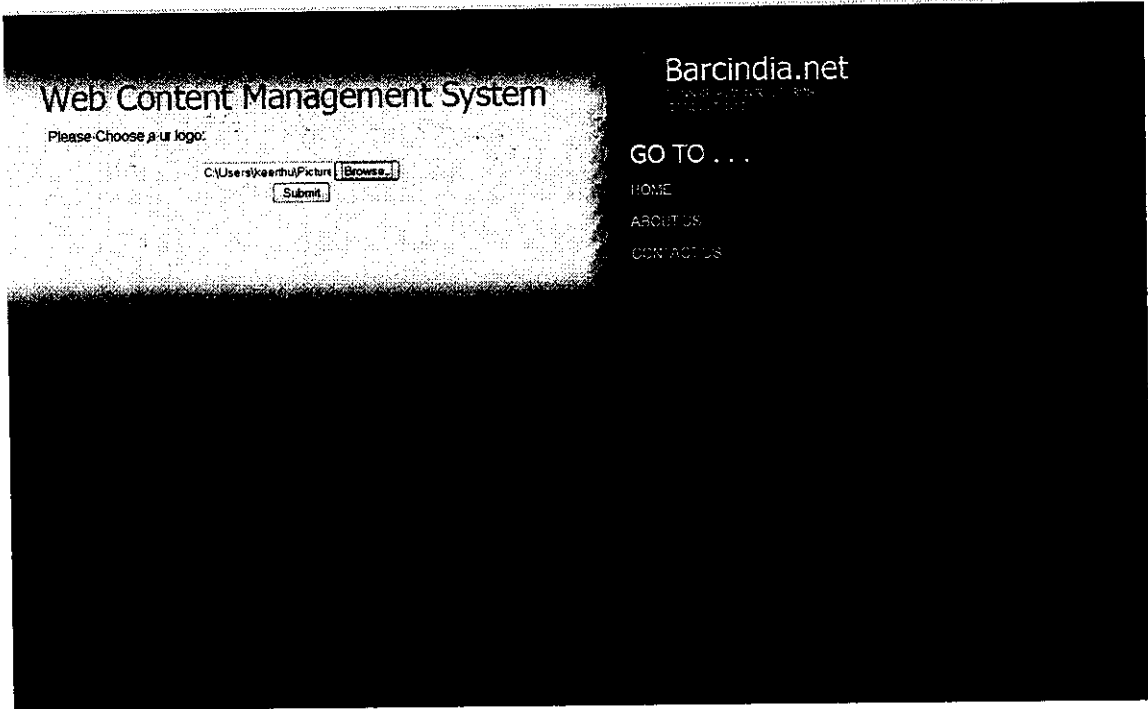 Web Content Management System
Please Choose a ur logo:
C:\Users\keerthu\Picture Browse...
Submit
Barcindia.net
GO TO . . .
HOME
ABOUT US
CONTACT US